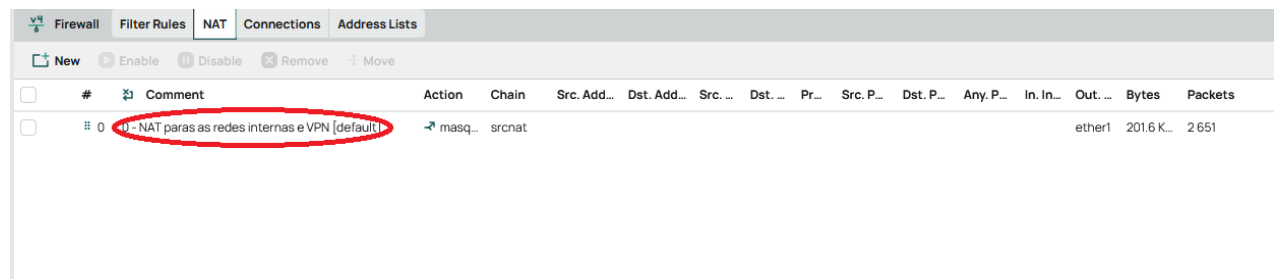 v4 Firewall Filter Rules NAT Connections Address Lists
New Enable Disable Remove Move
# Comment Action Chain Src. Add... Dst. Add... Src. ... Dst. ... Pr... Src. P... Dst. P... Any. P... In. In... Out. ... Bytes Packets
0 0 - NAT paras as redes internas e VPN [default] masq... srcnat ether1 201.6 K... 2 651